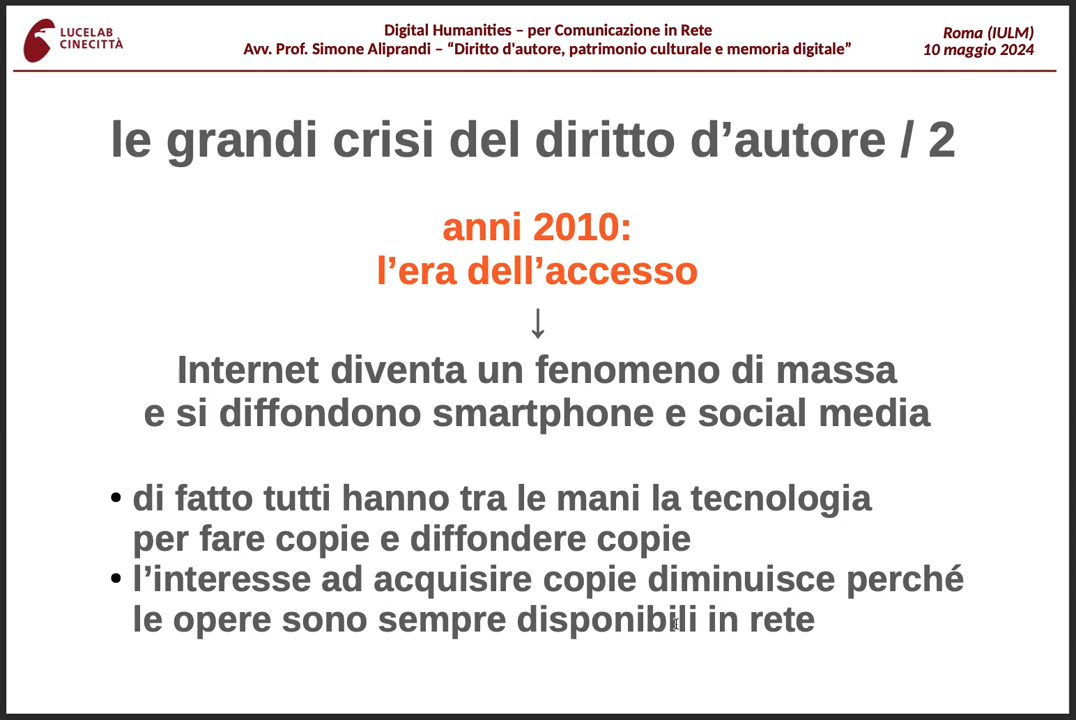 LUCELAB
CINECITTÀ
Digital Humanities – per Comunicazione in Rete
Avv. Prof. Simone Aliprandi – “Diritto d'autore, patrimonio culturale e memoria digitale”
Roma (IULM)
10 maggio 2024
le grandi crisi del diritto d’autore / 2
anni 2010:
l’era dell’accesso
↓
Internet diventa un fenomeno di massa
e si diffondono smartphone e social media
• di fatto tutti hanno tra le mani la tecnologia
per fare copie e diffondere copie
• l’interesse ad acquisire copie diminuisce perché
le opere sono sempre disponibili in rete